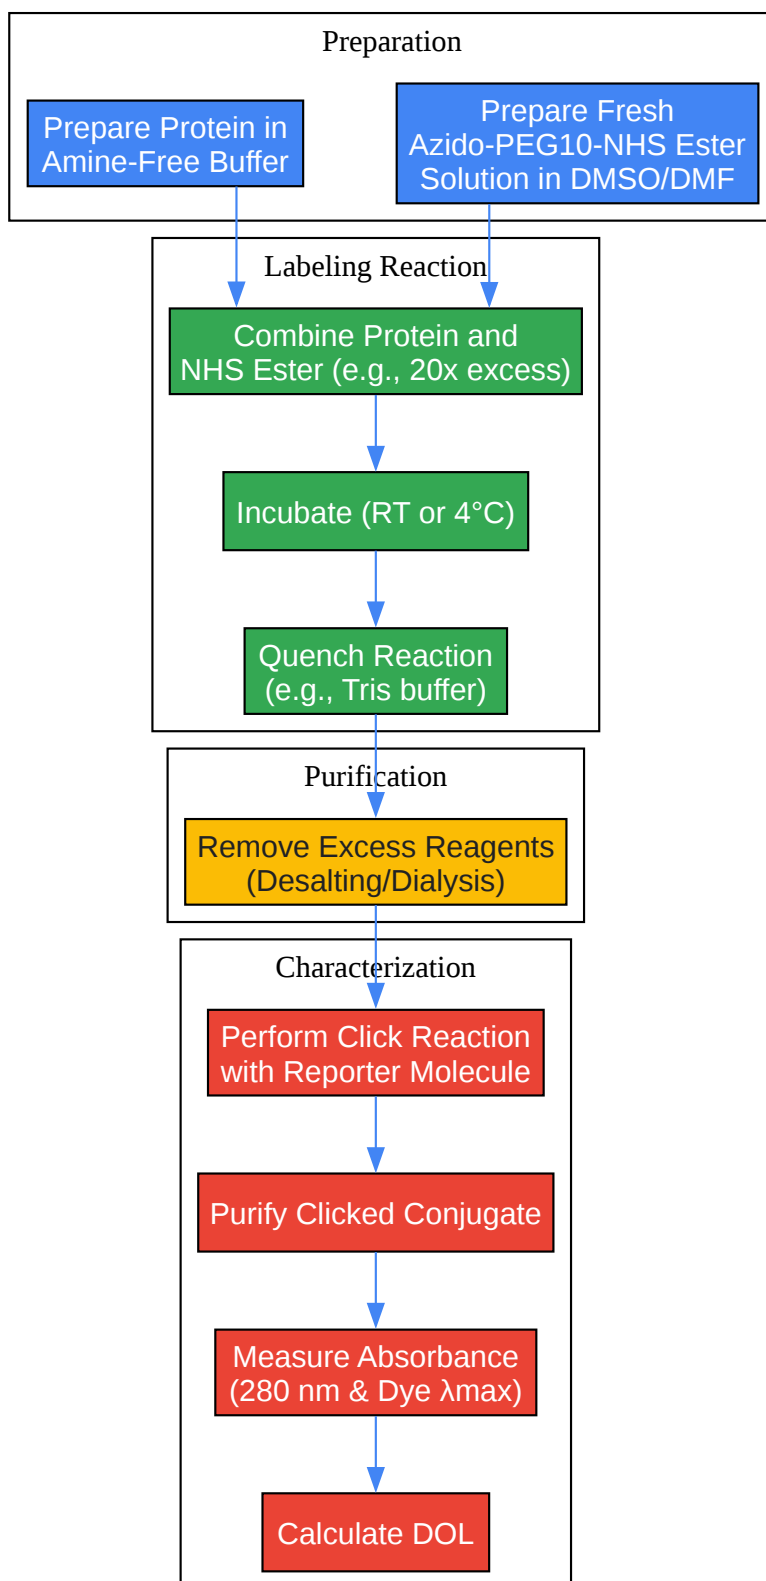 Preparation
Prepare Protein in
Amine-Free Buffer
Prepare Fresh
Azido-PEG10-NHS Ester
Solution in DMSO/DMF
Labeling Reaction
Combine Protein and
NHS Ester (e.g., 20x excess)
Incubate (RT or 4°C)
Quench Reaction
(e.g., Tris buffer)
Purification
Remove Excess Reagents
(Desalting/Dialysis)
Characterization
Perform Click Reaction
with Reporter Molecule
Purify Clicked Conjugate
Measure Absorbance
(280 nm & Dye λmax)
Calculate DOL